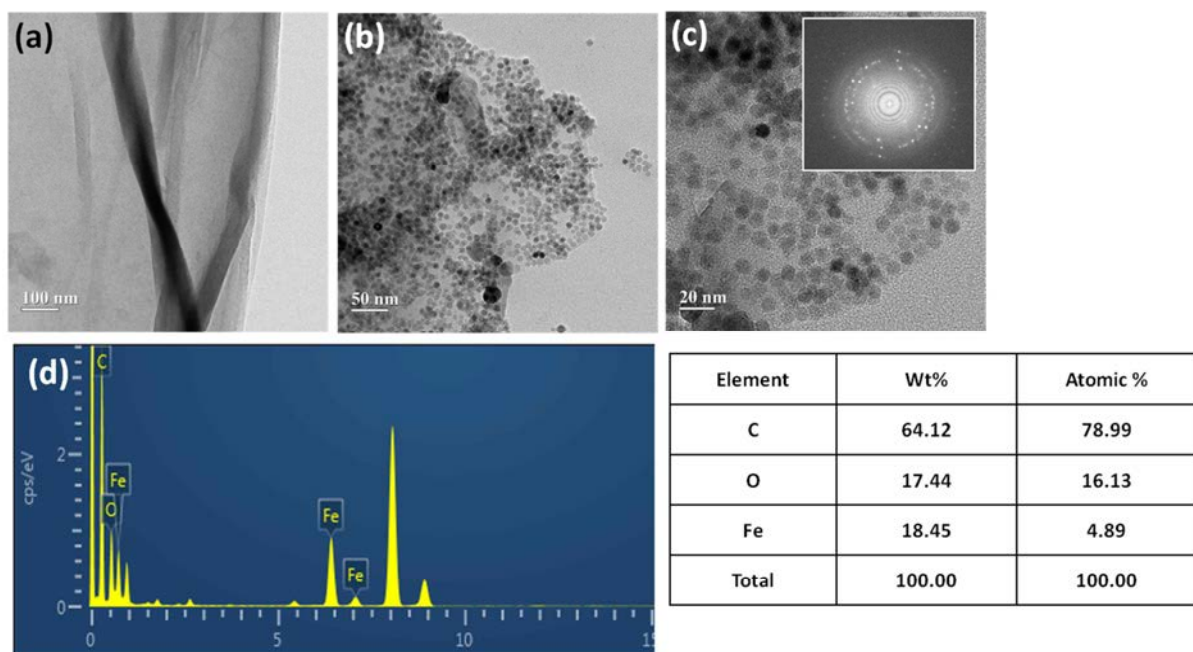 (a)
100 nm
(b)
50 nm
(c)
20 nm
(d)
cps/eV
2
0
C
O
Fe
Fe
Fe
0 5 10 15
Element Wt% Atomic %
C 64.12 78.99
O 17.44 16.13
Fe 18.45 4.89
Total 100.00 100.00